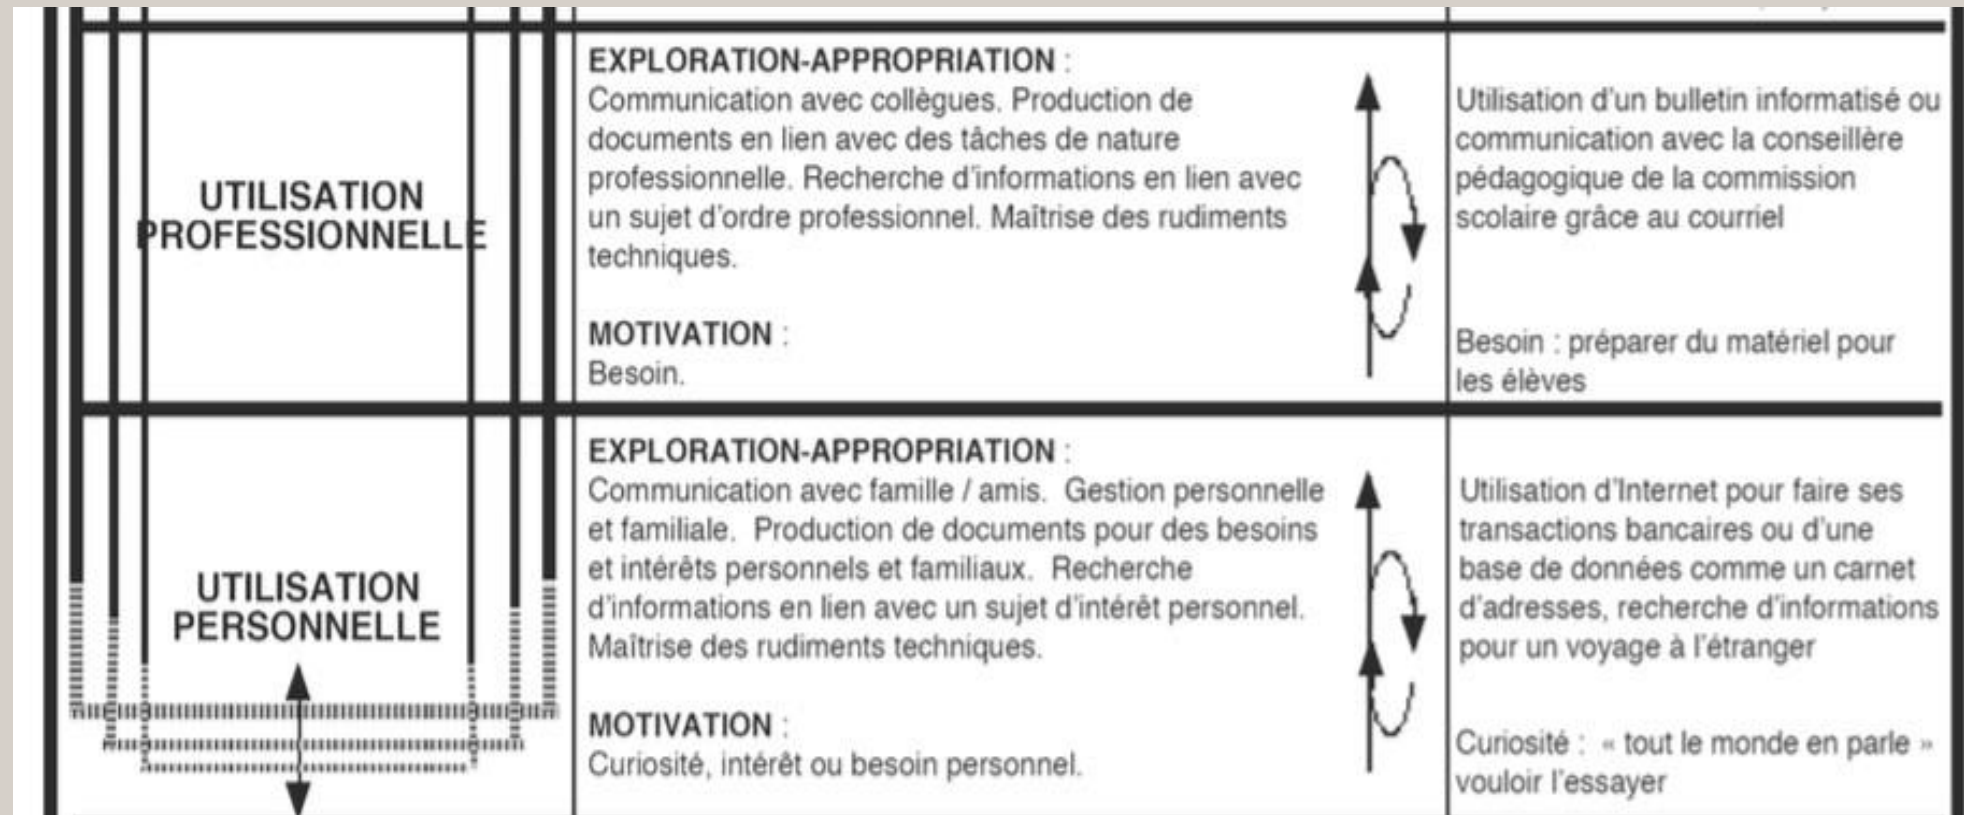 UTILISATION
PROFESSIONNELLE
EXPLORATION-APPROPRIATION :
Communication avec collègues. Production de
documents en lien avec des tâches de nature
professionnelle. Recherche d'informations en lien avec
un sujet d'ordre professionnel. Maîtrise des rudiments
techniques.
MOTIVATION :
Besoin.
Utilisation d'un bulletin informatisé ou
communication avec la conseillère
pédagogique de la commission
scolaire grâce au courriel
Besoin : préparer du matériel pour
les élèves
UTILISATION
PERSONNELLE
EXPLORATION-APPROPRIATION :
Communication avec famille / amis. Gestion personnelle
et familiale. Production de documents pour des besoins
et intérêts personnels et familiaux. Recherche
d'informations en lien avec un sujet d'intérêt personnel.
Maîtrise des rudiments techniques.
MOTIVATION :
Curiosité, intérêt ou besoin personnel.
Utilisation d'Internet pour faire ses
transactions bancaires ou d'une
base de données comme un carnet
d'adresses, recherche d'informations
pour un voyage à l'étranger
Curiosité : « tout le monde en parle »
vouloir l'essayer